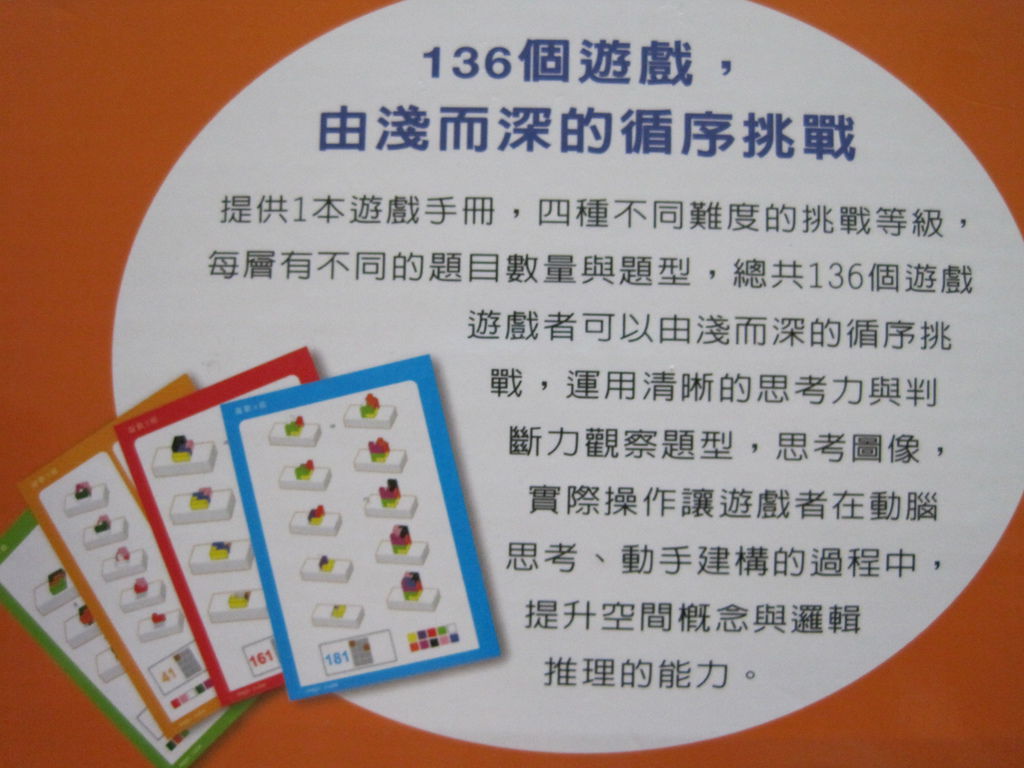 136個遊戲，
由淺而深的循序挑戰
提供1本遊戲手冊，四種不同難度的挑戰等級，
每層有不同的題目數量與題型，總共136個遊戲
遊戲者可以由淺而深的循序挑
戰，運用清晰的思考力與判
斷力觀察題型，思考圖像，
實際操作讓遊戲者在動腦
思考、動手建構的過程中，
提升空間概念與邏輯
推理的能力。
41
161
181